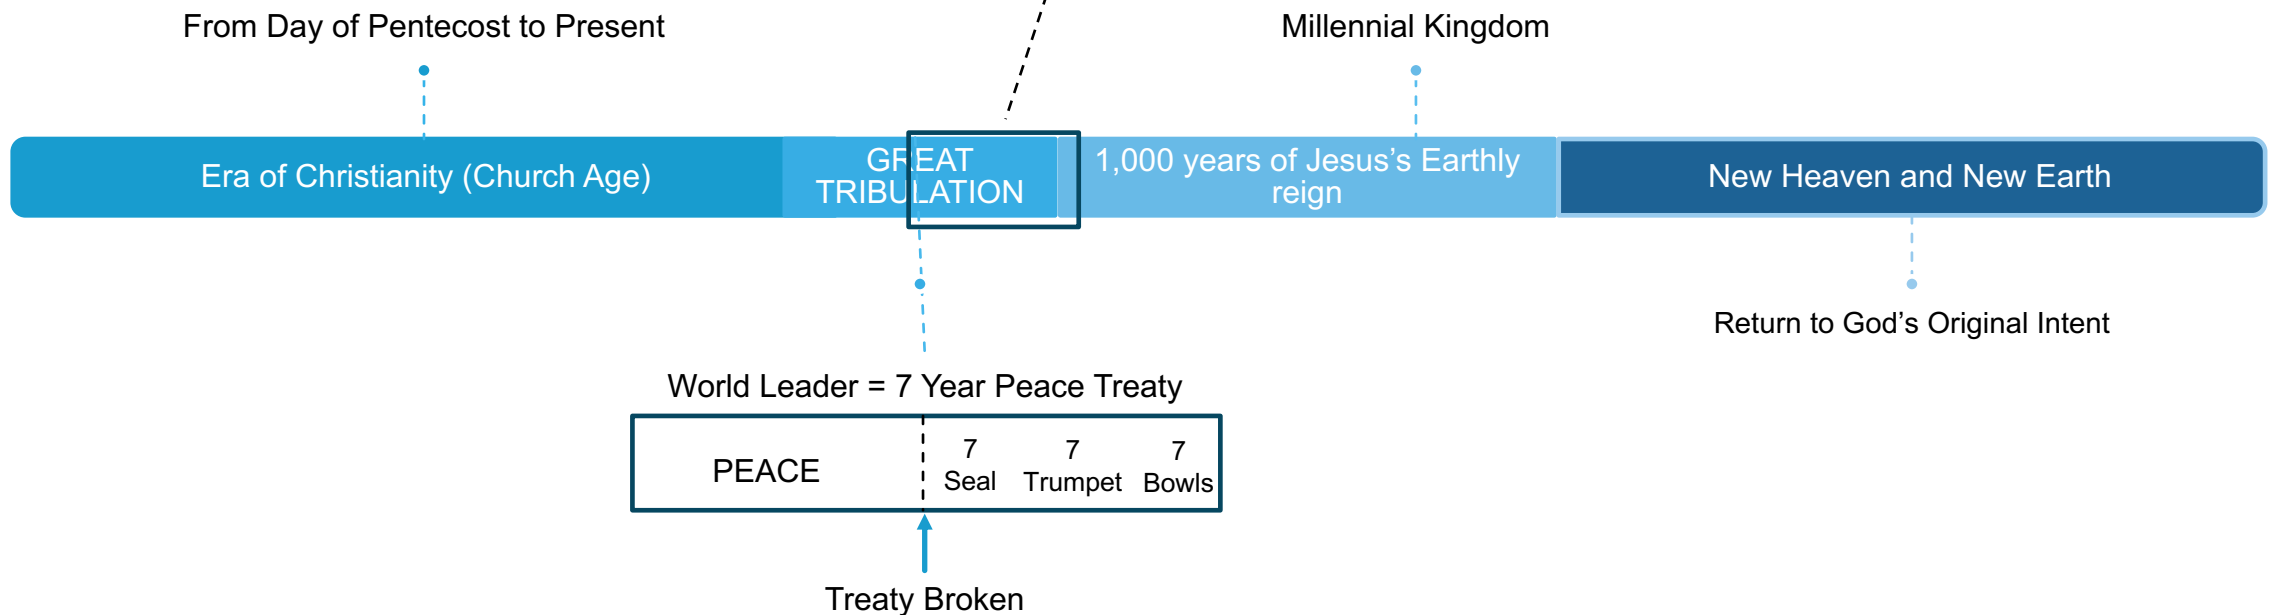 From Day of Pentecost to Present
Millennial Kingdom
Era of Christianity (Church Age)
GREAT
TRIBULATION
1,000 years of Jesus’s Earthly
reign
New Heaven and New Earth
Return to God’s Original Intent
World Leader = 7 Year Peace Treaty
PEACE
7
Seal
7
Trumpet
7
Bowls
Treaty Broken